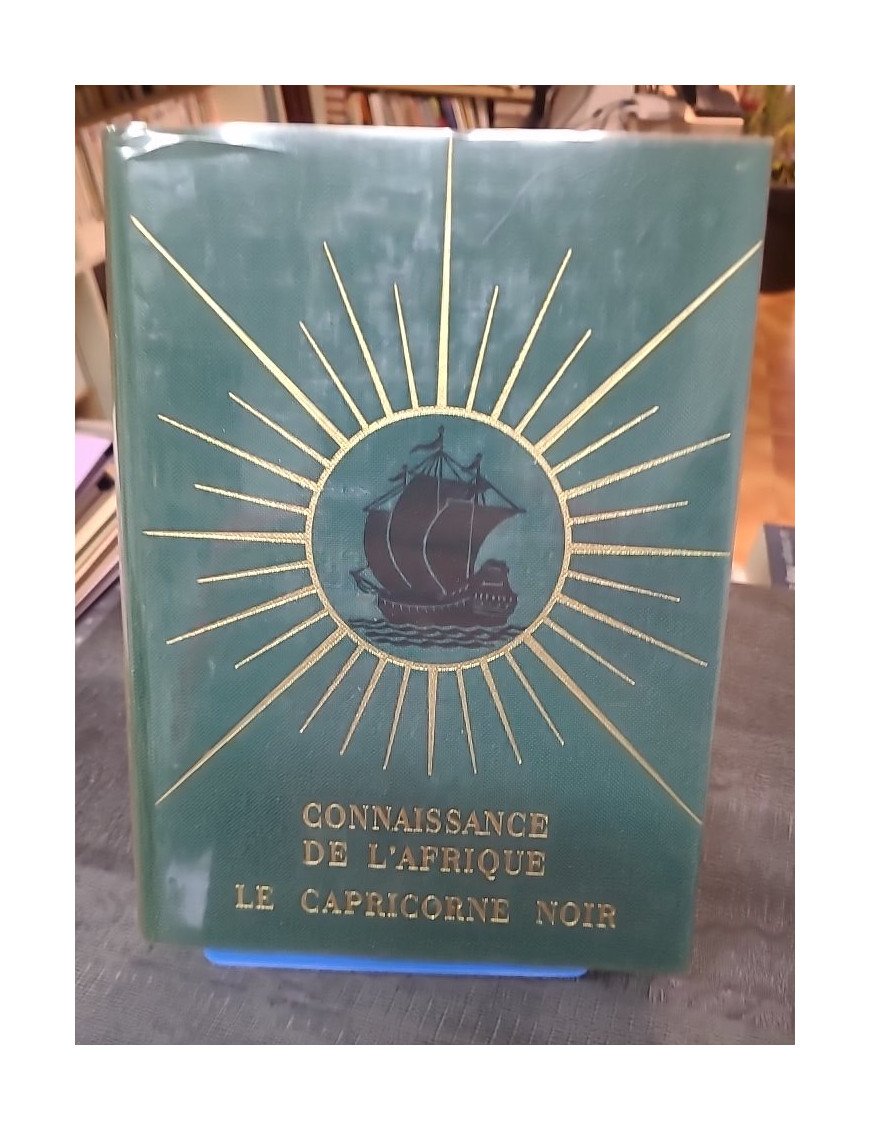 CONNAISSANCE
DE L'AFRIQUE
LE CAPRICORNE NOIR